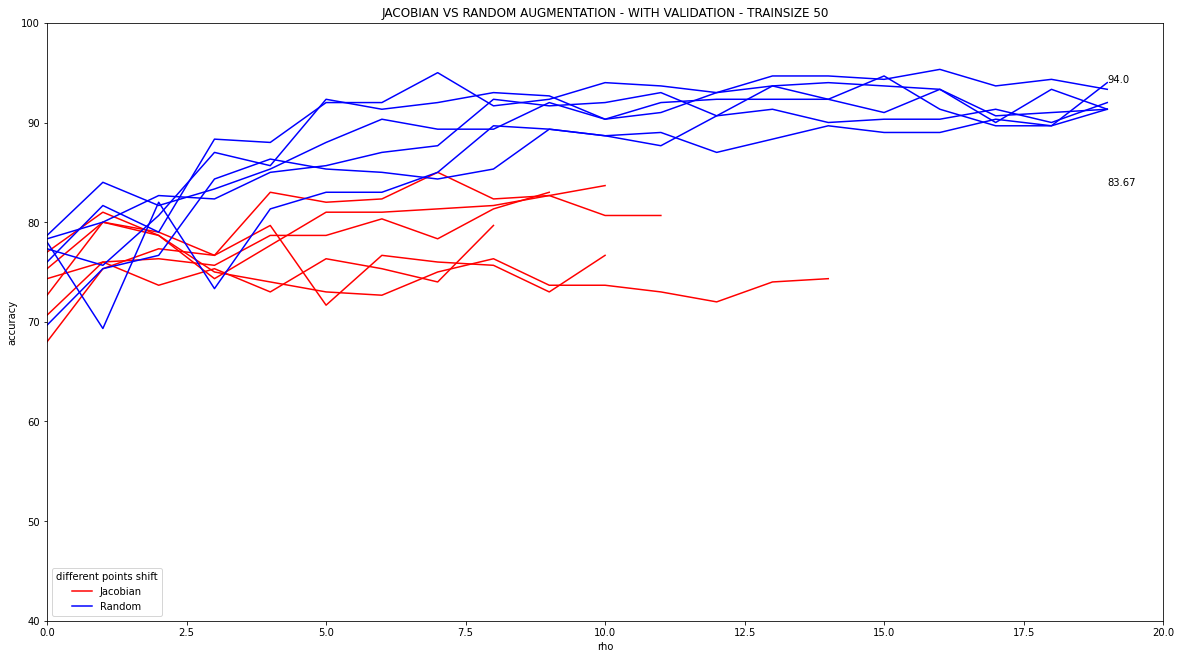 JACOBIAN VS RANDOM AUGMENTATION - WITH VALIDATION - TRAINSIZE 50
100
90
80
70
60
50
40
accuracy
94.0
83.67
different points shift
Jacobian
Random
0.0 2.5 5.0 7.5 10.0 12.5 15.0 17.5 20.0
rho